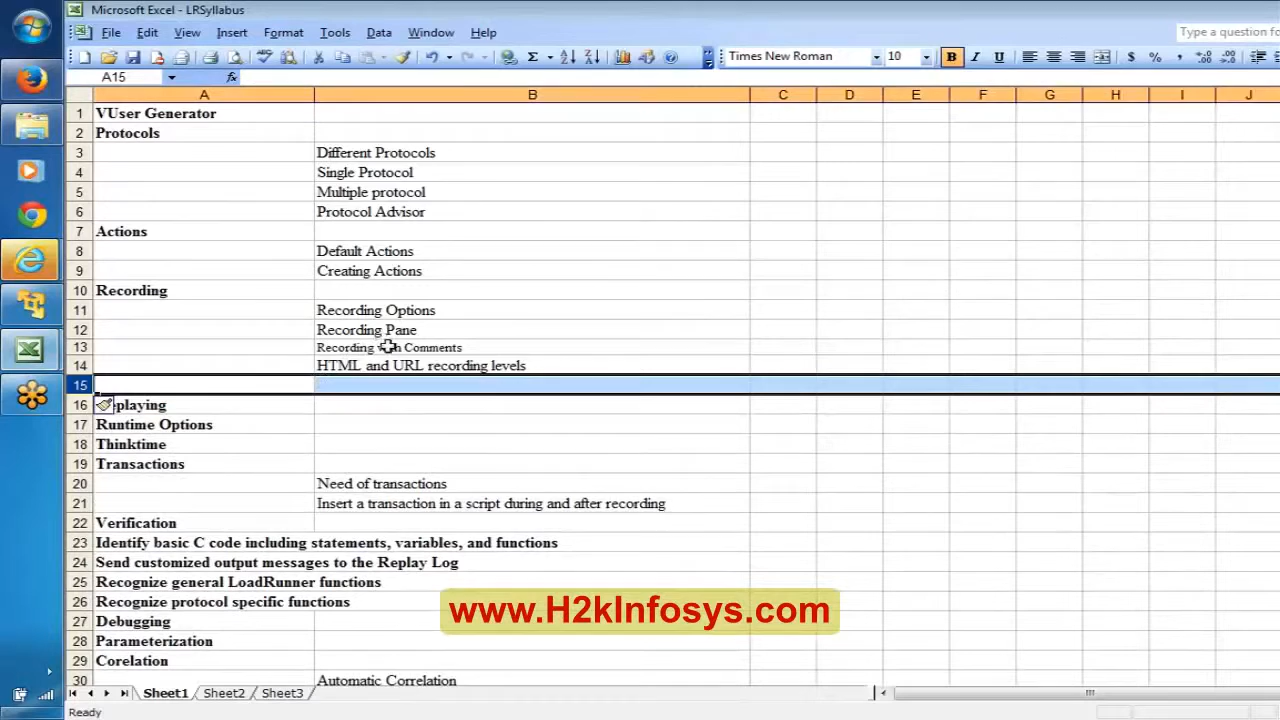 Microsoft Excel - LRSyllabus
File Edit View Insert Format Tools Data Window Help
Type a question fo
Times New Roman 10 B I U $ % ,
A15 fx
A B C D E F G H I J
1 VUser Generator
2 Protocols
3 Different Protocols
4 Single Protocol
5 Multiple protocol
6 Protocol Advisor
7 Actions
8 Default Actions
9 Creating Actions
10 Recording
11 Recording Options
12 Recording Pane
13 Recording Comments
14 HTML and URL recording levels
15
16 playing
17 Runtime Options
18 Thinktime
19 Transactions
20 Need of transactions
21 Insert a transaction in a script during and after recording
22 Verification
23 Identify basic C code including statements, variables, and functions
24 Send customized output messages to the Replay Log
25 Recognize general LoadRunner functions
26 Recognize protocol specific functions
27 Debugging
28 Parameterization
29 Corelation
30 Automatic Correlation
www.H2kInfosys.com
Sheet1 Sheet2 Sheet3
Ready